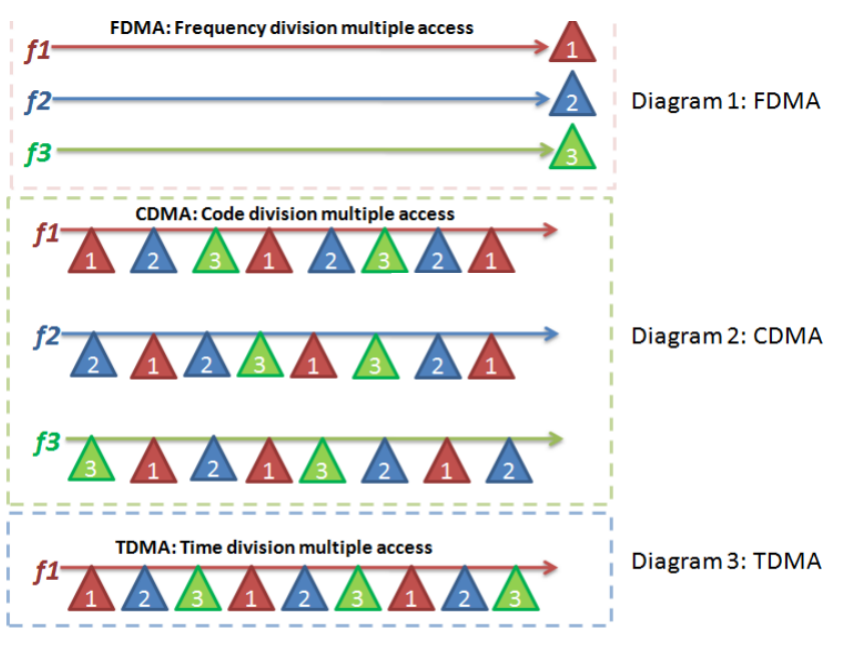 FDMA: Frequency division multiple access
f1 1
f2 2 Diagram 1: FDMA
f3 3
CDMA: Code division multiple access
f1
1 2 3 1 2 3 2 1
f2 Diagram 2: CDMA
2 1 2 3 1 3 2 1
f3
3 1 2 1 3 2 1 2
TDMA: Time division multiple access
f1 Diagram 3: TDMA
1 2 3 1 2 3 1 2 3